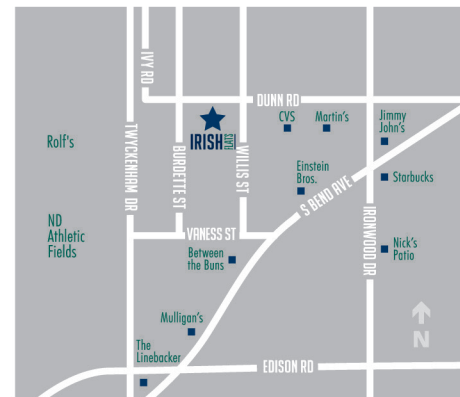 IVY RD
DUNN RD
CVS
Martin's
Jimmy
John's
Rolf's
TWYCKENHAM DR
BURDETTE ST
IRISH FLATS
WILLIS ST
Einstein
Bros.
Starbucks
S BEND AVE
IRONWOOD DR
ND
Athletic
Fields
VANESS ST
Between
the Buns
Nick's
Patio
Mulligan's
N
The
Linebacker
EDISON RD